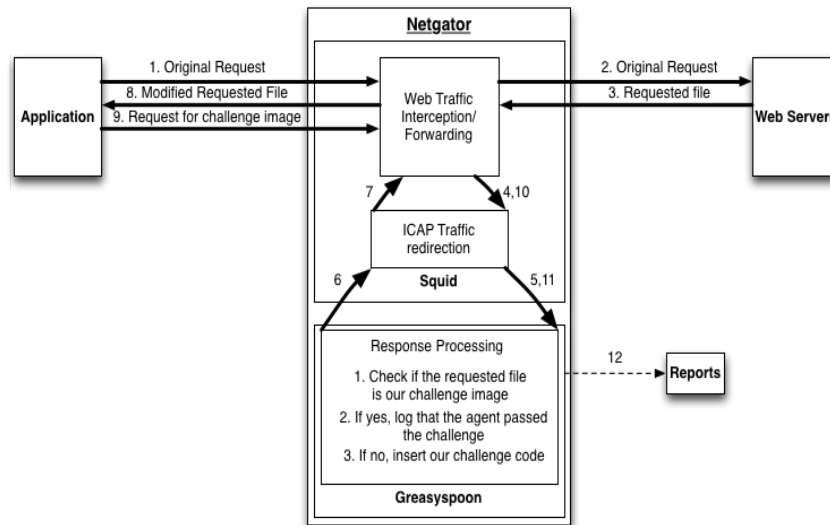 Netgator
1. Original Request
8. Modified Requested File
9. Request for challenge image
Application
Web Traffic
Interception/
Forwarding
2. Original Request
3. Requested file
Web Servers
7
4,10
ICAP Traffic
redirection
6
Squid
5,11
Response Processing
1. Check if the requested file
is our challenge image
2. If yes, log that the agent passed
the challenge
3. If no, insert our challenge code
Greasyspoon
12
Reports